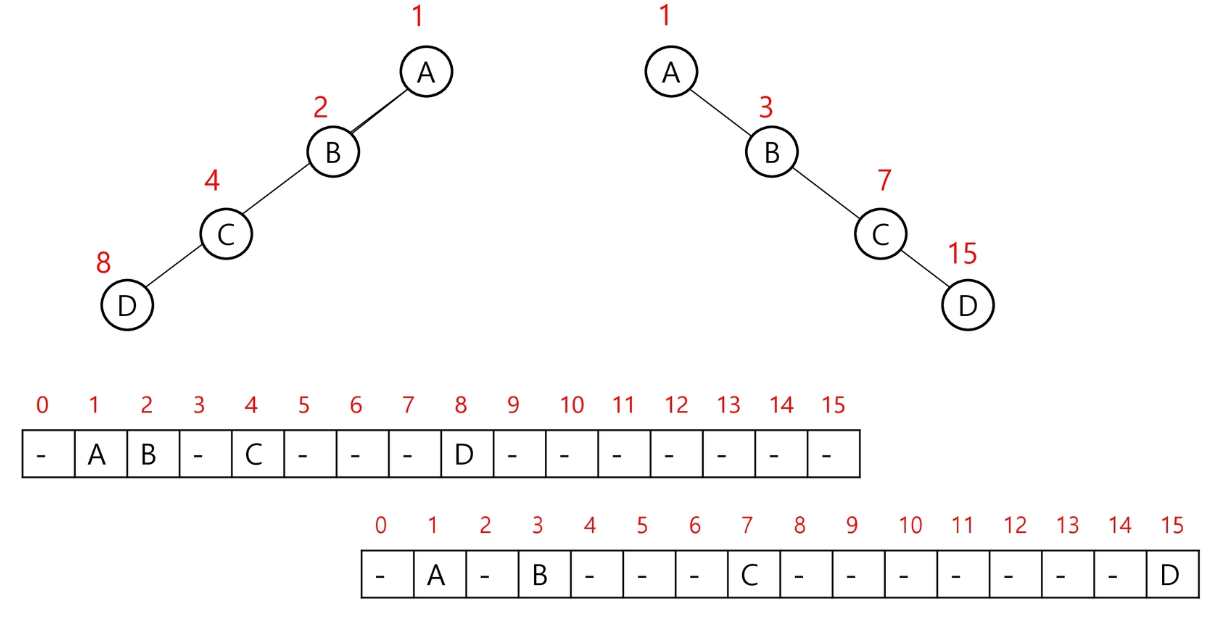 1 1
A A
2 3
B B
4 7
C C
8 15
D D
0 1 2 3 4 5 6 7 8 9 10 11 12 13 14 15
- A B - C - - - D - - - - - - -
0 1 2 3 4 5 6 7 8 9 10 11 12 13 14 15
- A - B - - - C - - - - - - - D